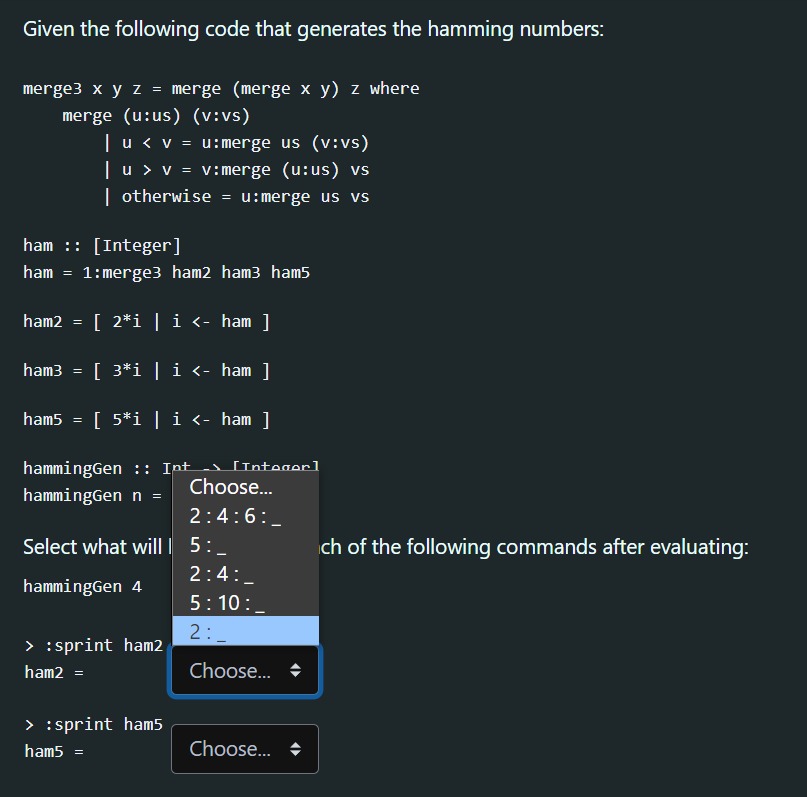 Given the following code that generates the hamming numbers:
merge3 x y z = merge (merge x y) z where
    merge (u:us) (v:vs)
        | u < v = u:merge us (v:vs)
        | u > v = v:merge (u:us) vs
        | otherwise = u:merge us vs
ham :: [Integer]
ham = 1:merge3 ham2 ham3 ham5
ham2 = [ 2*i | i <- ham ]
ham3 = [ 3*i | i <- ham ]
ham5 = [ 5*i | i <- ham ]
hammingGen :: Int -> [Integer]
hammingGen n =
Choose...
2 : 4 : 6 : _
5 : _
2 : 4 : _
5 : 10 : _
2 : _
Select what will of the following commands after evaluating:
hammingGen 4
> :sprint ham2
ham2 = Choose...
> :sprint ham5
ham5 = Choose...